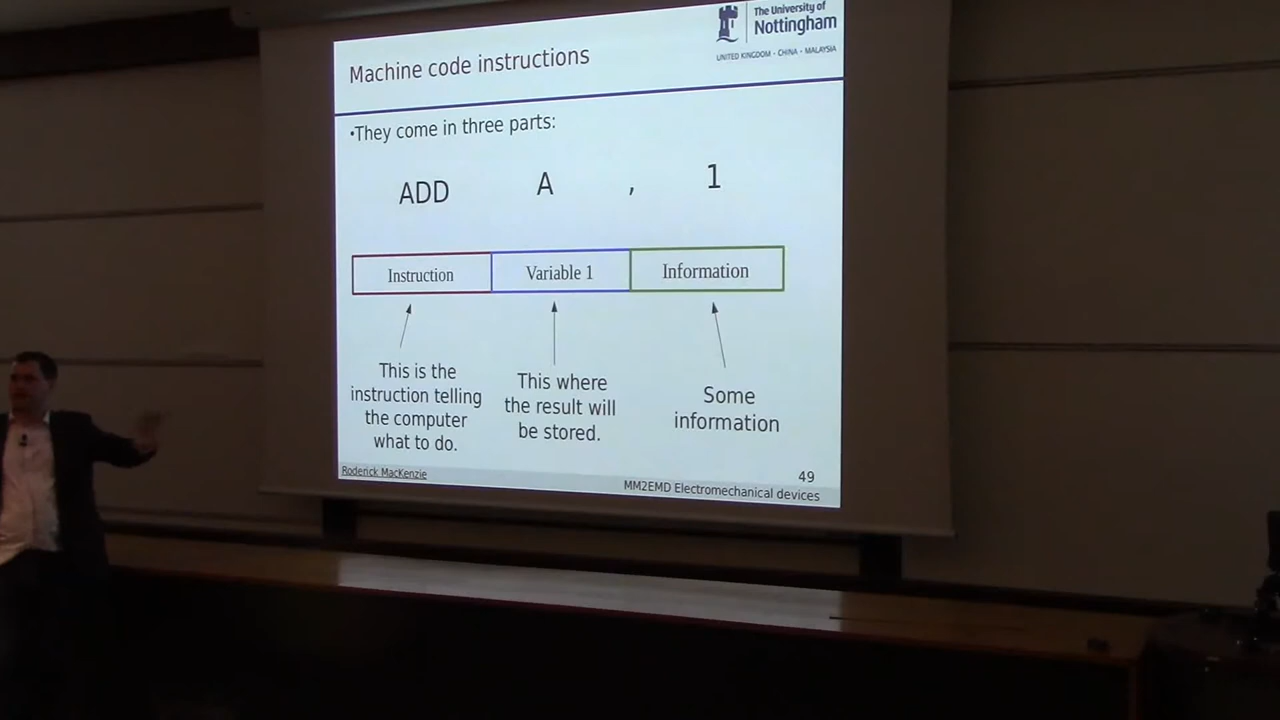 The University of
Nottingham
UNITED KINGDOM · CHINA · MALAYSIA
Machine code instructions
•They come in three parts:
ADD A , 1
Instruction Variable 1 Information
This is the
instruction telling
the computer
what to do.
This where
the result will
be stored.
Some
information
Roderick MacKenzie
49
MM2EMD Electromechanical devices